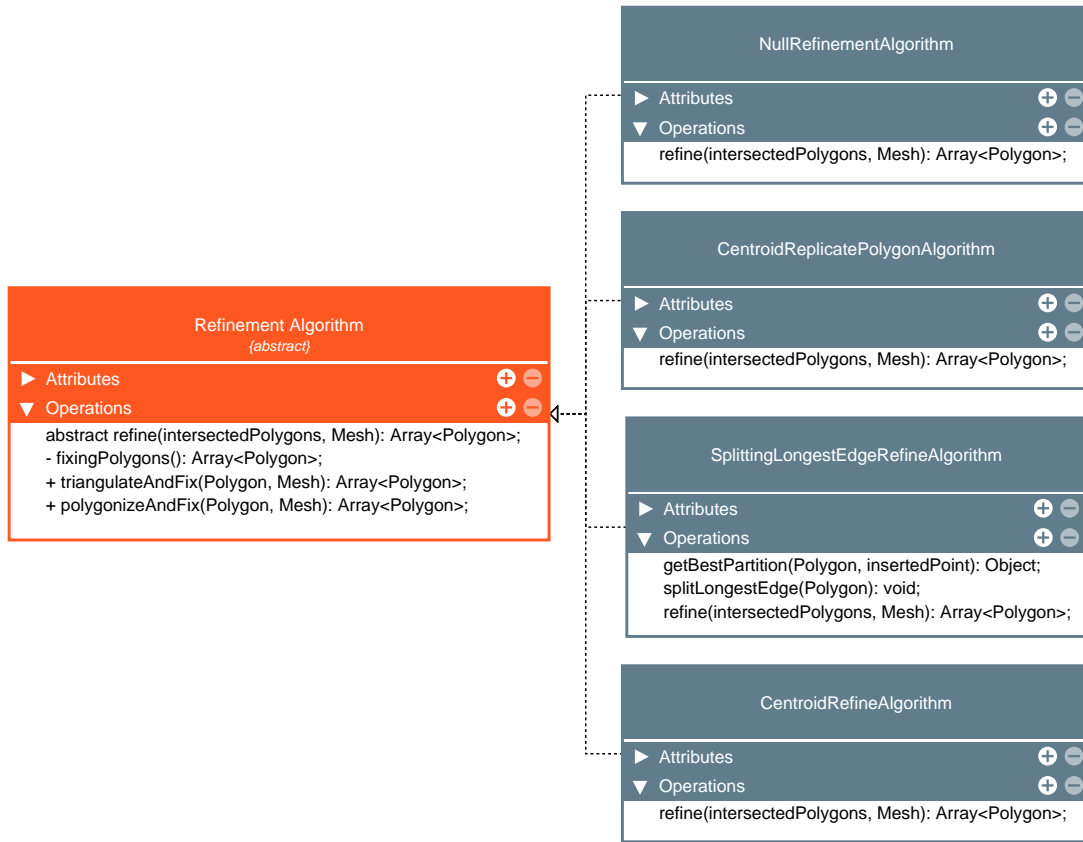 NullRefinementAlgorithm
Attributes
Operations
refine(intersectedPolygons, Mesh): Array<Polygon>;
CentroidReplicatePolygonAlgorithm
Attributes
Operations
refine(intersectedPolygons, Mesh): Array<Polygon>;
Refinement Algorithm
{abstract}
Attributes
Operations
abstract refine(intersectedPolygons, Mesh): Array<Polygon>;
- fixingPolygons(): Array<Polygon>;
+ triangulateAndFix(Polygon, Mesh): Array<Polygon>;
+ polygonizeAndFix(Polygon, Mesh): Array<Polygon>;
SplittingLongestEdgeRefineAlgorithm
Attributes
Operations
getBestPartition(Polygon, insertedPoint): Object;
splitLongestEdge(Polygon): void;
refine(intersectedPolygons, Mesh): Array<Polygon>;
CentroidRefineAlgorithm
Attributes
Operations
refine(intersectedPolygons, Mesh): Array<Polygon>;